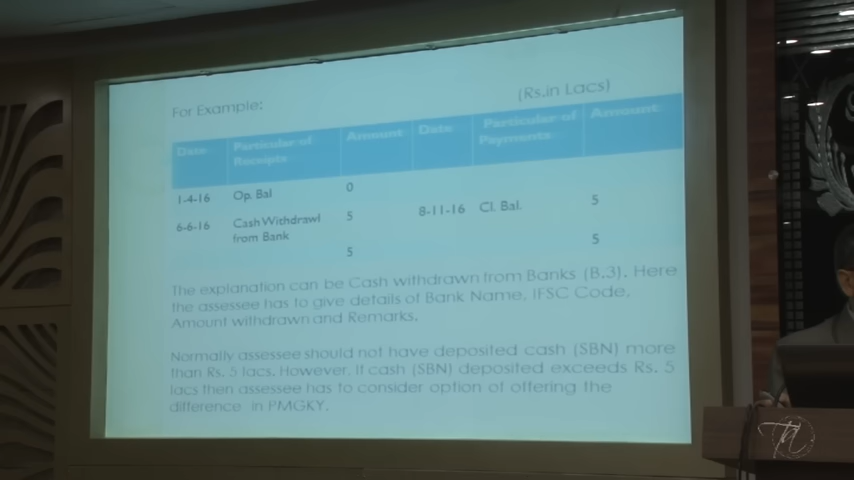 For Example:
(Rs.in Lacs)
Date Particular of Receipts Amount Date Particular of Payments Amount
1-4-16 Op. Bal 0
6-6-16 Cash Withdrawl from Bank 5 8-11-16 Cl. Bal. 5
5 5
The explanation can be Cash withdrawn from Banks (B.3). Here
the assessee has to give details of Bank Name, IFSC Code,
Amount withdrawn and Remarks.
Normally assessee should not have deposited cash (SBN) more
than Rs. 5 lacs. However, if cash (SBN) deposited exceeds Rs. 5
lacs then assessee has to consider option of offering the
difference in PMGKY.